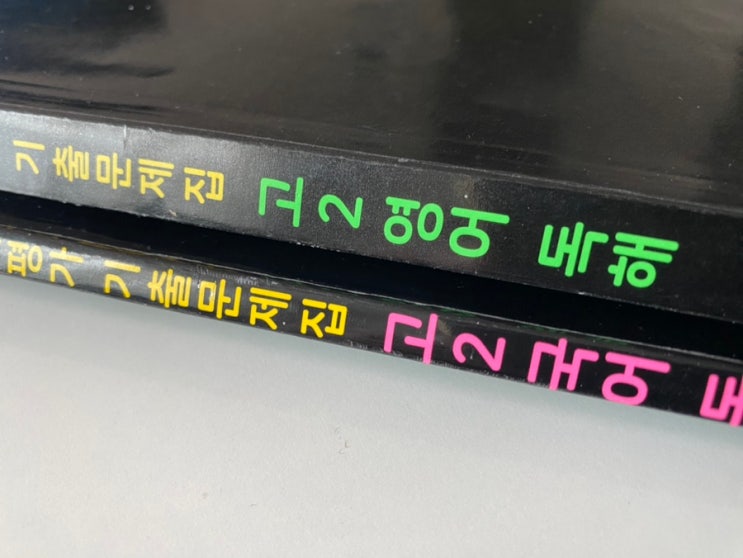 기출문제집 고2 영어 독해
평가 기출문제집 고2 국어 독